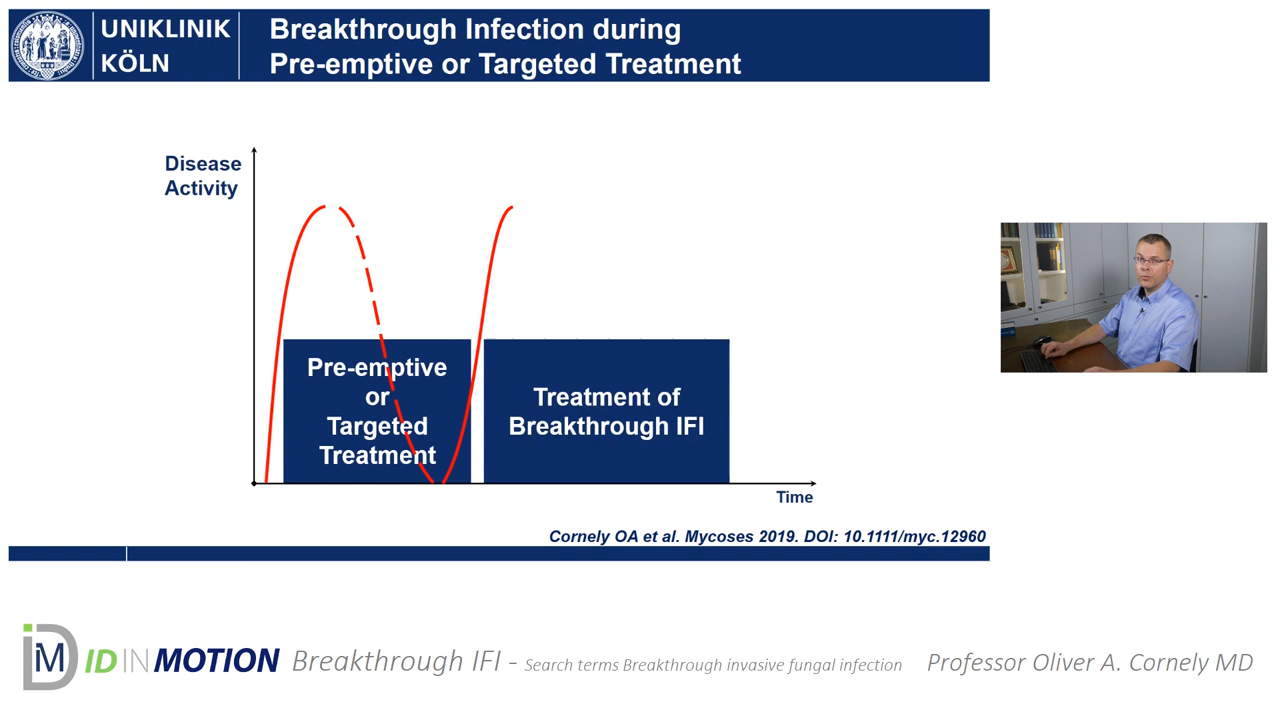 UNIKLINIK
KÖLN
Breakthrough Infection during
Pre-emptive or Targeted Treatment
Disease
Activity
Pre-emptive
or
Targeted
Treatment
Treatment of
Breakthrough IFI
Time
Cornely OA et al. Mycoses 2019. DOI: 10.1111/myc.12960
iDM ID IN MOTION Breakthrough IFI - Search terms Breakthrough invasive fungal infection Professor Oliver A. Cornely MD